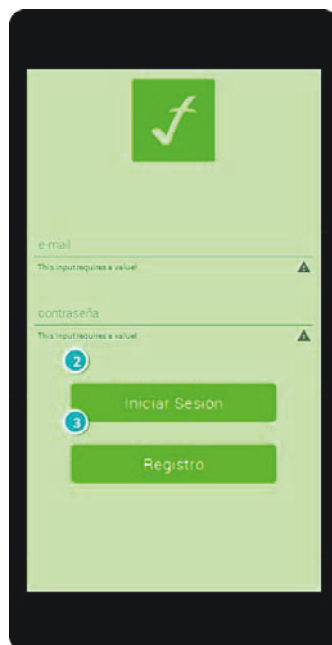 e-mail
This input requires a value!
contraseña
This input requires a value!
2
Iniciar Sesión
3
Registro